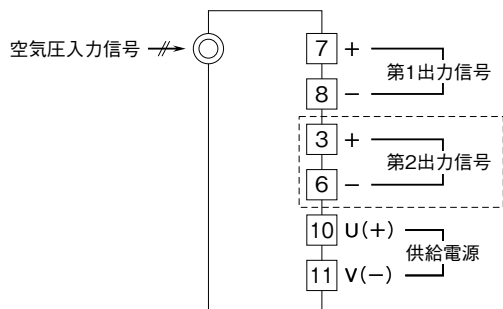 空気圧入力信号
7 +
第1出力信号
8 −
3 +
第2出力信号
6 −
10 U(+)
供給電源
11 V(−)